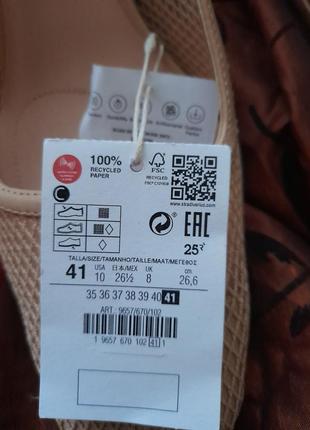 100%
RECYCLED
PAPER
FSC
www.stradivarius.com
EAC
25
TALLA/SIZE/TAMANHO/TAILLE/MAAT/ΜΕΓΕΘΟΣ
41 USA 10 日本/MEX 26½ UK 8 cm 26,6
35 36 37 38 39 40 41
ART: 9657/670/102
1 9657 670 102 41 1